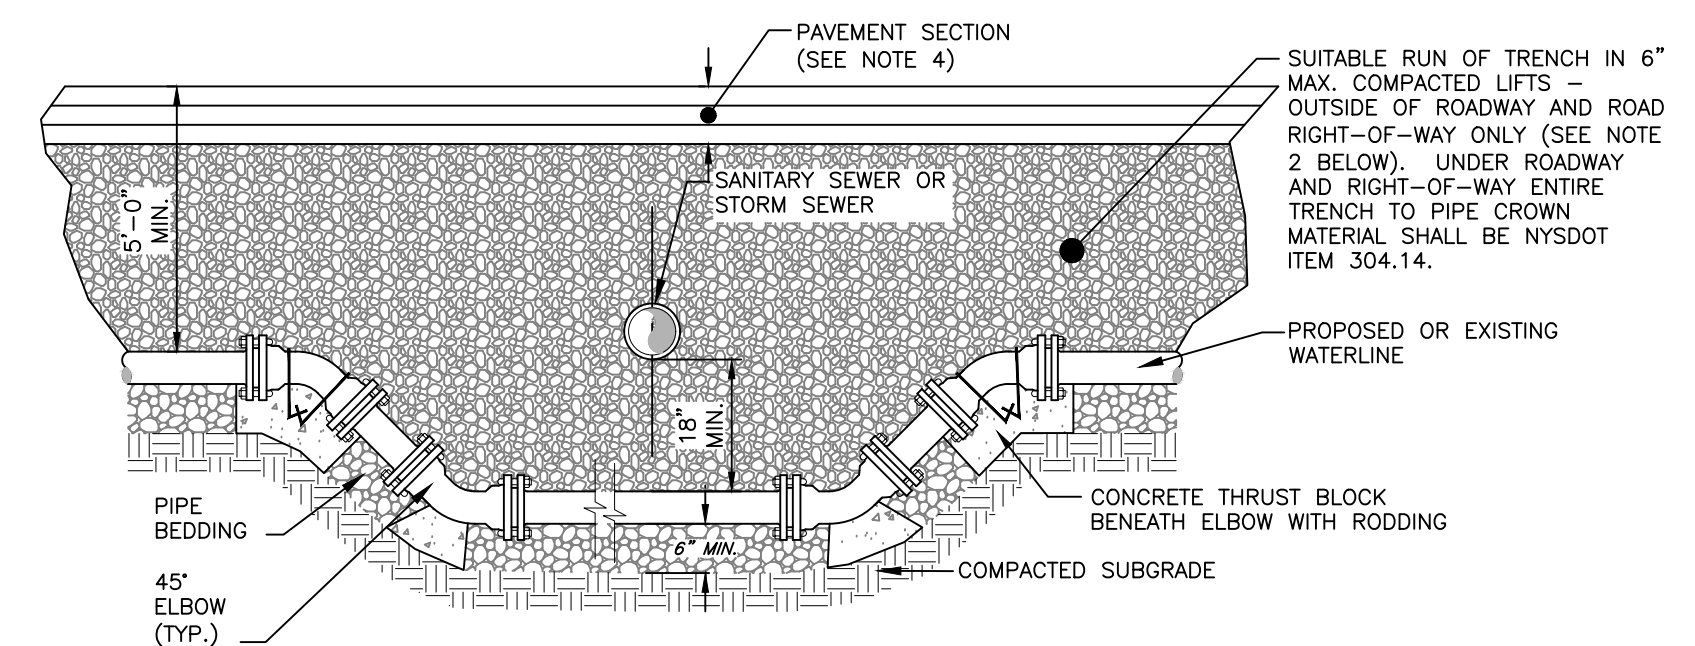 PAVEMENT SECTION
(SEE NOTE 4)
SUITABLE RUN OF TRENCH IN 6"
MAX. COMPACTED LIFTS –
OUTSIDE OF ROADWAY AND ROAD
RIGHT–OF–WAY ONLY (SEE NOTE
2 BELOW). UNDER ROADWAY
AND RIGHT–OF–WAY ENTIRE
TRENCH TO PIPE CROWN
MATERIAL SHALL BE NYSDOT
ITEM 304.14.
5'–0"
MIN.
SANITARY SEWER OR
STORM SEWER
PROPOSED OR EXISTING
WATERLINE
18"
MIN.
PIPE
BEDDING
CONCRETE THRUST BLOCK
BENEATH ELBOW WITH RODDING
6" MIN.
COMPACTED SUBGRADE
45°
ELBOW
(TYP.)